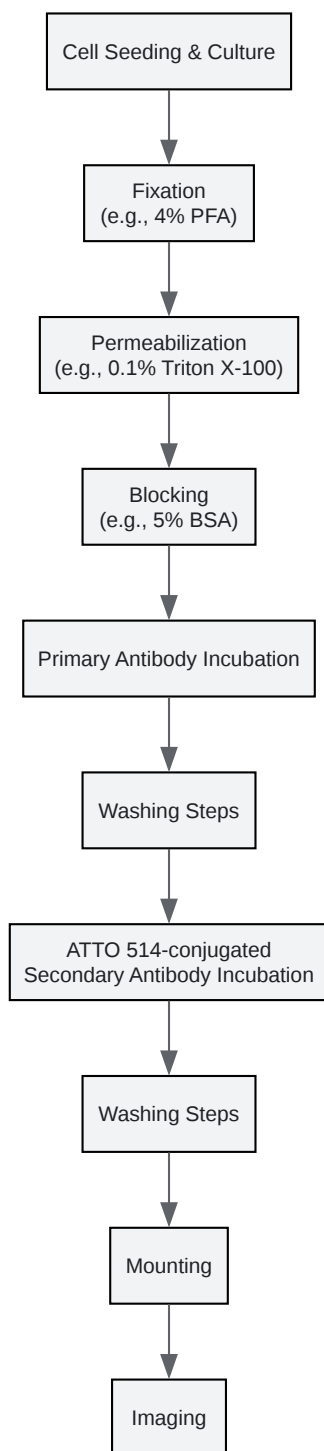 Cell Seeding & Culture
Fixation
(e.g., 4% PFA)
Permeabilization
(e.g., 0.1% Triton X-100)
Blocking
(e.g., 5% BSA)
Primary Antibody Incubation
Washing Steps
ATTO 514-conjugated
Secondary Antibody Incubation
Washing Steps
Mounting
Imaging